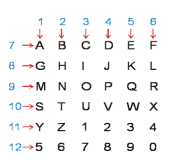 1 2 3 4 5 6
7 A B C D E F
8 G H I J K L
9 M N O P Q R
10 S T U V W X
11 Y Z 1 2 3 4
12 5 6 7 8 9 0